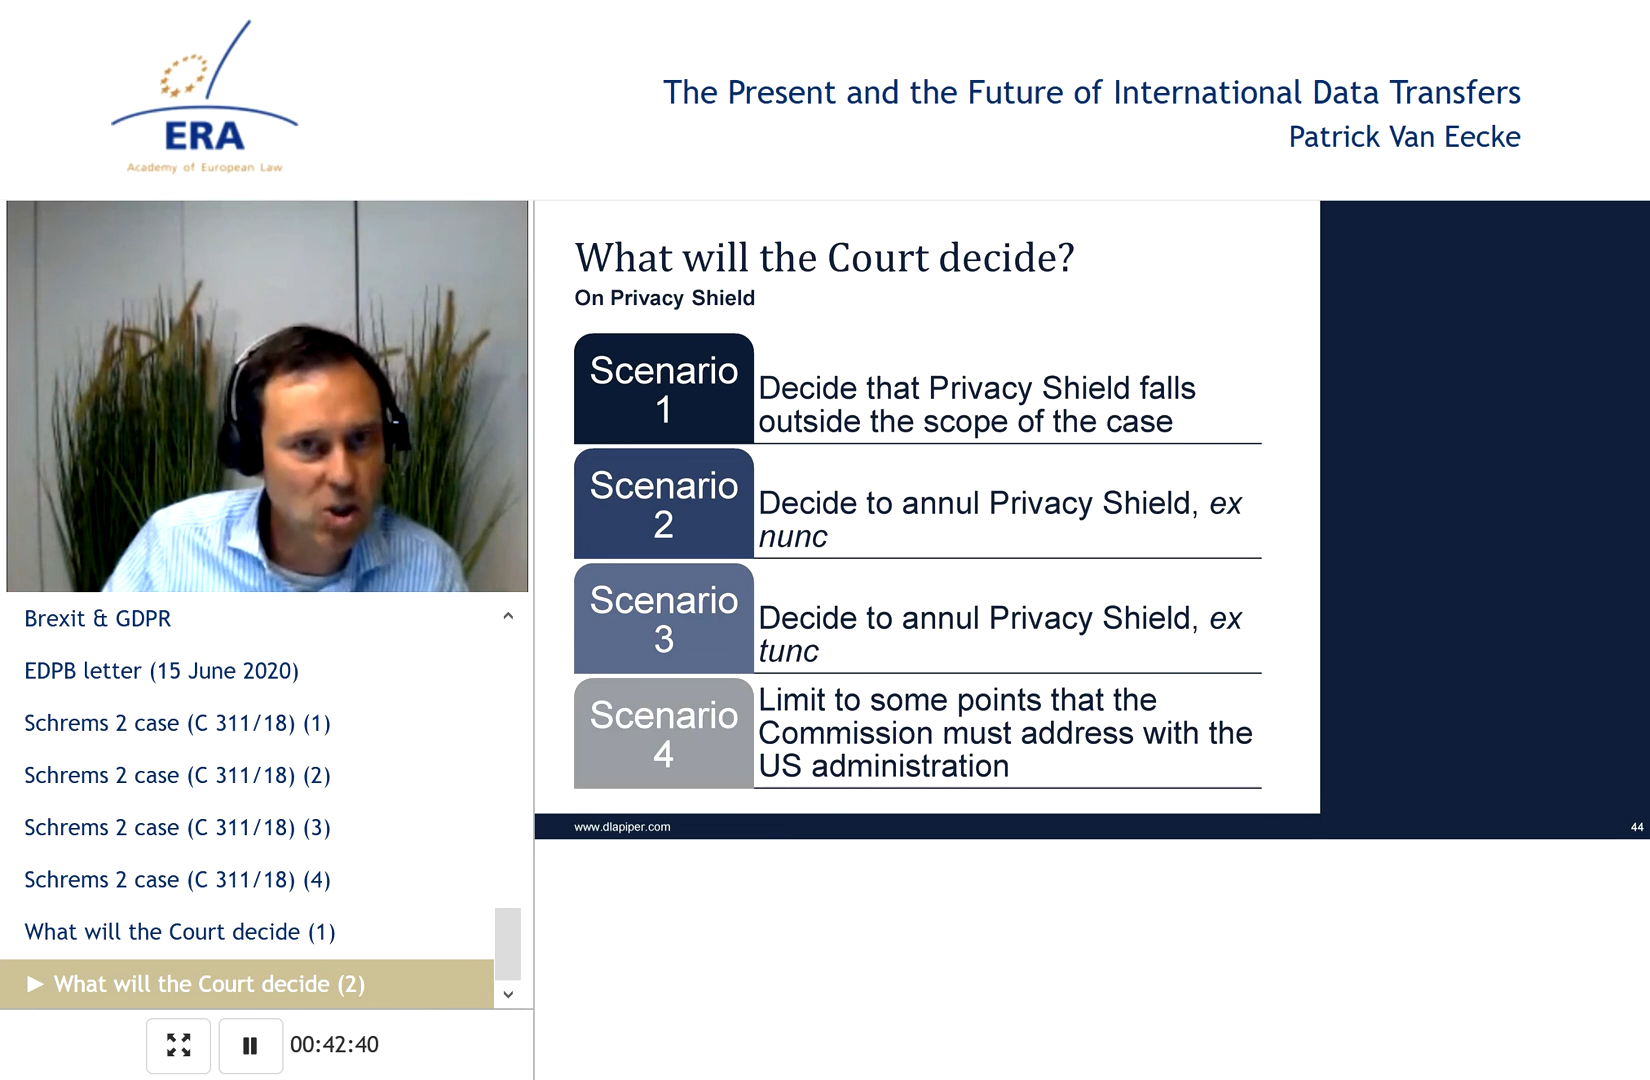 ERA
Academy of European Law
The Present and the Future of International Data Transfers
Patrick Van Eecke
What will the Court decide?
On Privacy Shield
Scenario
1
Decide that Privacy Shield falls
outside the scope of the case
Scenario
2
Decide to annul Privacy Shield, ex
nunc
Scenario
3
Decide to annul Privacy Shield, ex
tunc
Scenario
4
Limit to some points that the
Commission must address with the
US administration
www.dlapiper.com
44
Brexit & GDPR
EDPB letter (15 June 2020)
Schrems 2 case (C 311/18) (1)
Schrems 2 case (C 311/18) (2)
Schrems 2 case (C 311/18) (3)
Schrems 2 case (C 311/18) (4)
What will the Court decide (1)
► What will the Court decide (2)
00:42:40